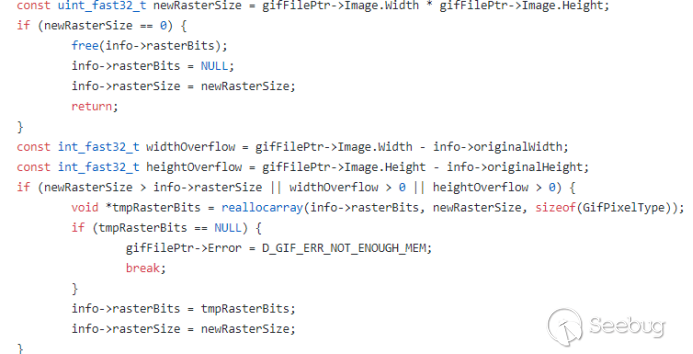 const uint_fast32_t newRasterSize = gifFilePtr->Image.Width * gifFilePtr->Image.Height;
if (newRasterSize == 0) {
free(info->rasterBits);
info->rasterBits = NULL;
info->rasterSize = newRasterSize;
return;
}
const int_fast32_t widthOverflow = gifFilePtr->Image.Width - info->originalWidth;
const int_fast32_t heightOverflow = gifFilePtr->Image.Height - info->originalHeight;
if (newRasterSize > info->rasterSize || widthOverflow > 0 || heightOverflow > 0) {
void *tmpRasterBits = reallocarray(info->rasterBits, newRasterSize, sizeof(GifPixelType));
if (tmpRasterBits == NULL) {
gifFilePtr->Error = D_GIF_ERR_NOT_ENOUGH_MEM;
break;
}
info->rasterBits = tmpRasterBits;
info->rasterSize = newRasterSize;
}
Seebug